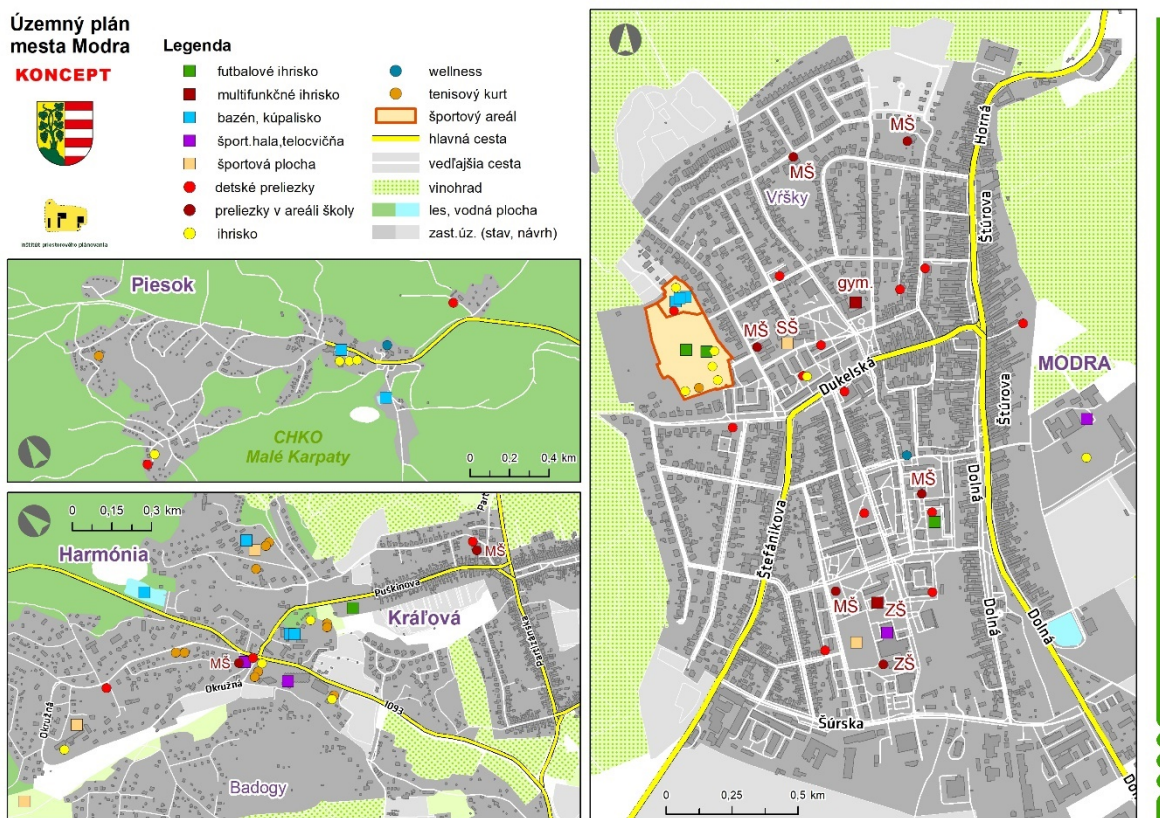 Územný plán
mesta Modra
KONCEPT
Legenda
futbalové ihrisko
multifunkčné ihrisko
bazén, kúpalisko
šport.hala,telocvičňa
športová plocha
detské preliezky
preliezky v areáli školy
ihrisko
wellness
tenisový kurt
športový areál
hlavná cesta
vedľajšia cesta
vinohrad
les, vodná plocha
zast.úz. (stav, návrh)
Piesok
CHKO
Malé Karpaty
0 0,2 0,4 km
0 0,15 0,3 km
Harmónia
Kráľová
Puškinova
Partizánska
Part
MŠ
MŠ
Okružná
Okružná
I093
Badogy
MŠ
MŠ
Vŕšky
Horná
Štúrova
gym.
MŠ
SŠ
Dukelská
MODRA
Štúrova
Dolná
MŠ
Štefánikova
MŠ
ZŠ
ZŠ
Dolná
Dolná
Šúrska
Dol
0 0,25 0,5 km